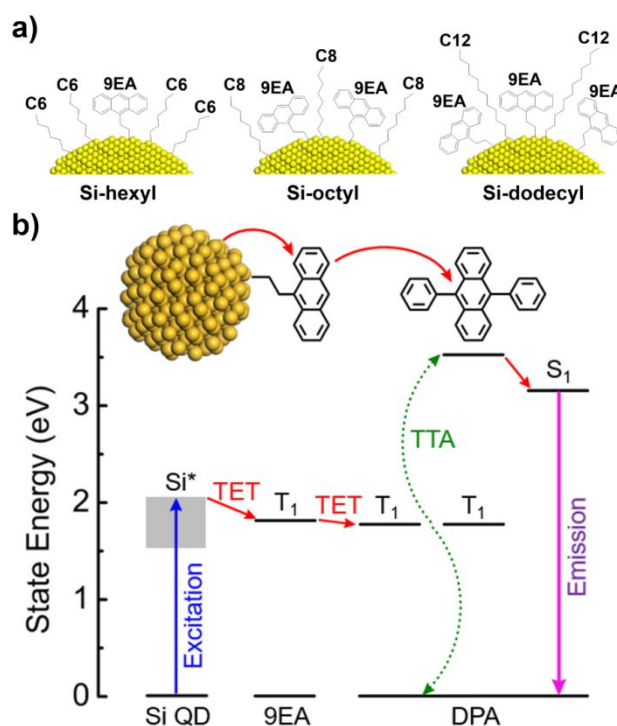 a)
C6 C6 9EA C6 C6
C8 9EA C8 9EA C8
C12 9EA 9EA C12 9EA
Si-hexyl Si-octyl Si-dodecyl
b)
State Energy (eV)
4
3
2
1
0
Si*
TET
T₁
TET
T₁
T₁
TTA
S₁
Excitation
Emission
Si QD 9EA DPA